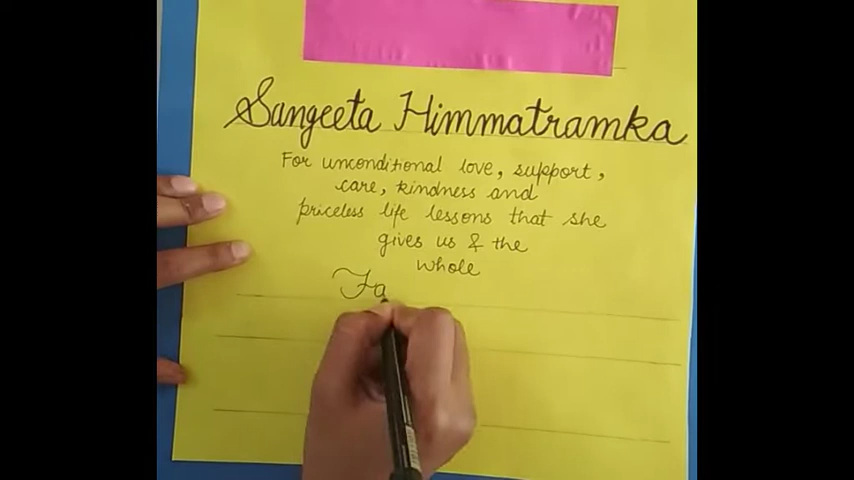 Sangeeta Himmatramka
For unconditional love, support,
care, kindness and
priceless life lessons that she
gives us & the
whole
Fa